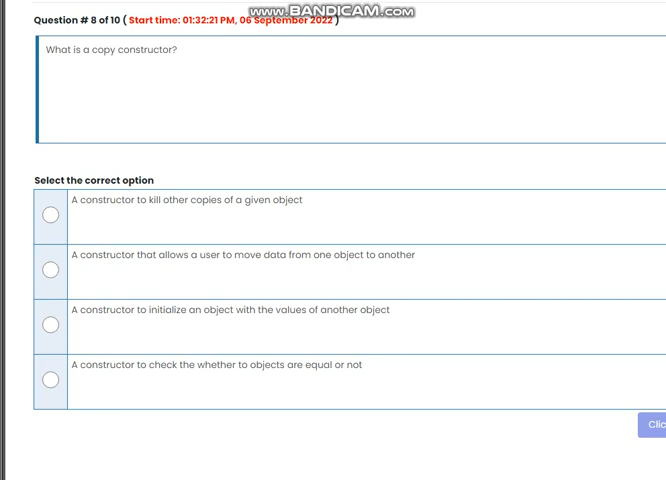 www.BANDICAM.com
Question # 8 of 10 ( Start time: 01:32:21 PM, 06 September 2022 )
What is a copy constructor?
Select the correct option
A constructor to kill other copies of a given object
A constructor that allows a user to move data from one object to another
A constructor to initialize an object with the values of another object
A constructor to check the whether to objects are equal or not
Clic